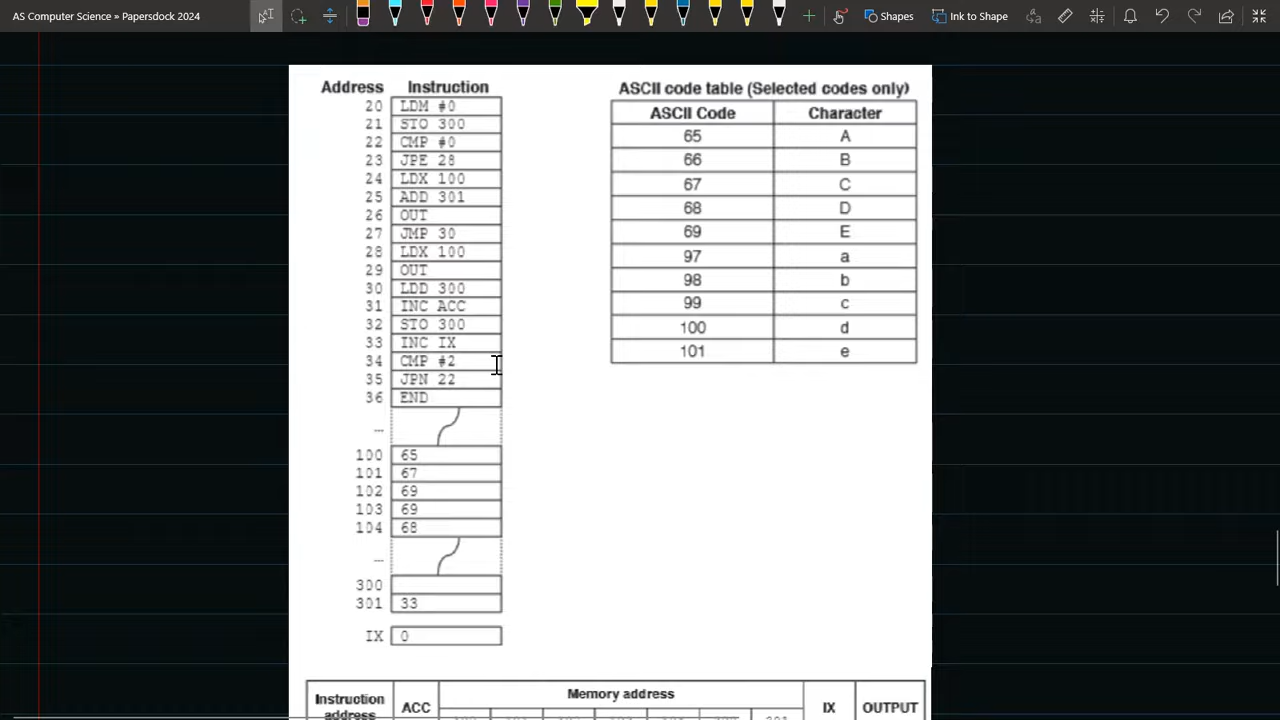 AS Computer Science » Papersdock 2024
Shapes
Ink to Shape
Address Instruction
20 LDM #0
21 STO 300
22 CMP #0
23 JPE 28
24 LDX 100
25 ADD 301
26 OUT
27 JMP 30
28 LDX 100
29 OUT
30 LDD 300
31 INC ACC
32 STO 300
33 INC IX
34 CMP #2
35 JPN 22
36 END
...
100 65
101 67
102 69
103 69
104 68
...
300
301 33
IX 0
ASCII code table (Selected codes only)
ASCII Code Character
65 A
66 B
67 C
68 D
69 E
97 a
98 b
99 c
100 d
101 e
Instruction address ACC Memory address IX OUTPUT